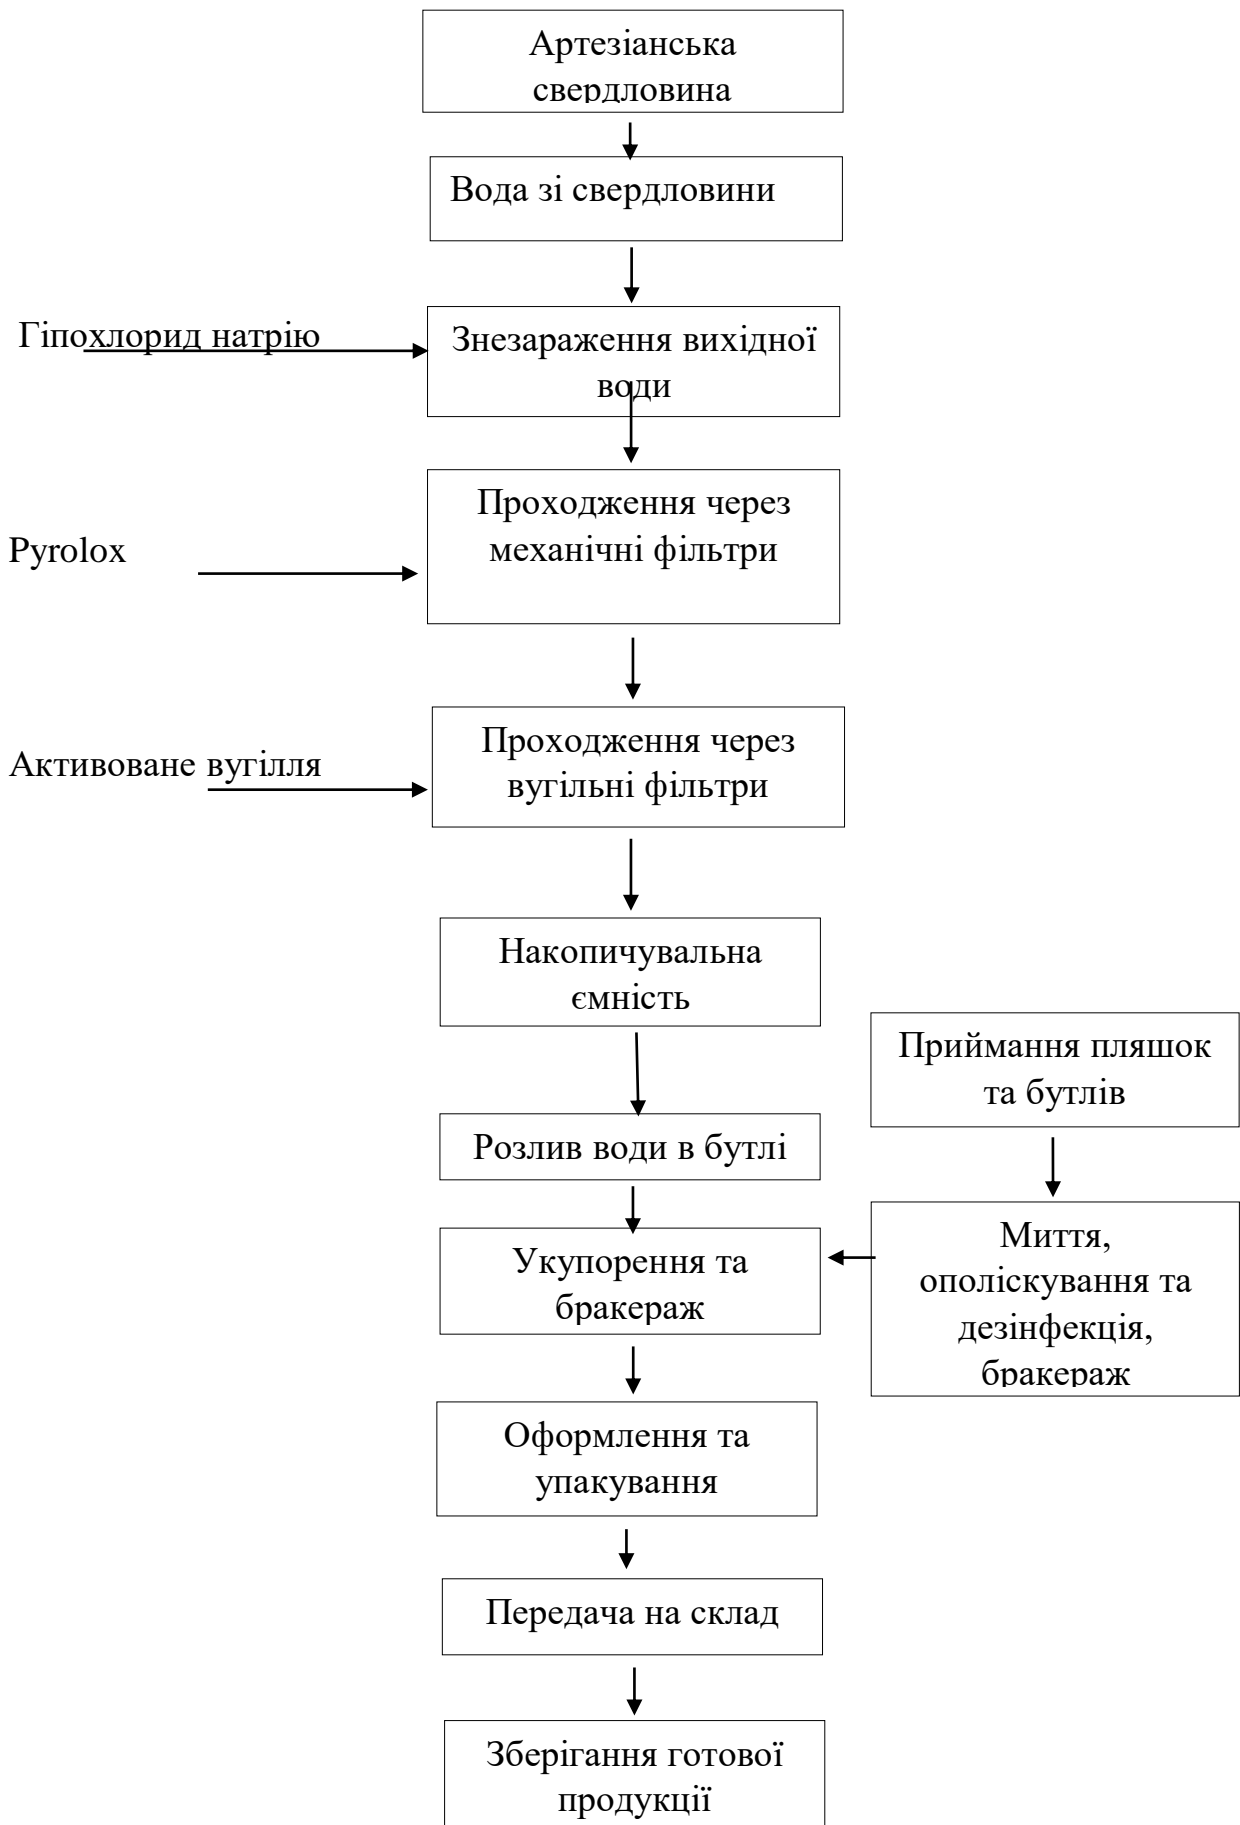 Артезіанська
свердловина
Вода зі свердловини
Гіпохлорид натрію
Знезараження вихідної
води
Pyrolox
Проходження через
механічні фільтри
Активоване вугілля
Проходження через
вугільні фільтри
Накопичувальна
ємність
Приймання пляшок
та бутлів
Розлив води в бутлі
Укупорення та
бракераж
Миття,
ополіскування та
дезінфекція,
бракераж
Оформлення та
упакування
Передача на склад
Зберігання готової
продукції